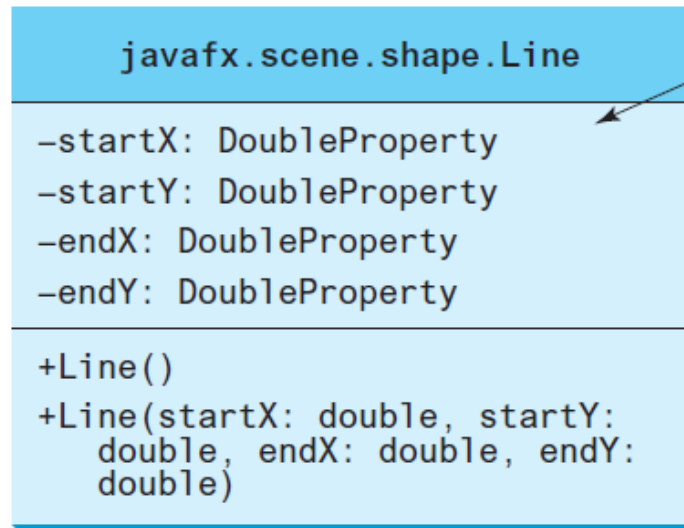 javafx.scene.shape.Line
–startX: DoubleProperty
–startY: DoubleProperty
–endX: DoubleProperty
–endY: DoubleProperty
+Line()
+Line(startX: double, startY:
double, endX: double, endY:
double)